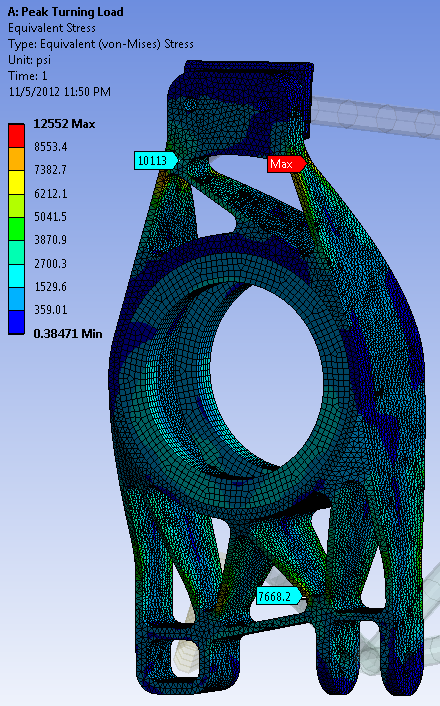 A: Peak Turning Load
Equivalent Stress
Type: Equivalent (von-Mises) Stress
Unit: psi
Time: 1
11/5/2012 11:50 PM
12552 Max
8553.4
7382.7
6212.1
5041.5
3870.9
2700.3
1529.6
359.01
0.38471 Min
10113
Max
7668.2